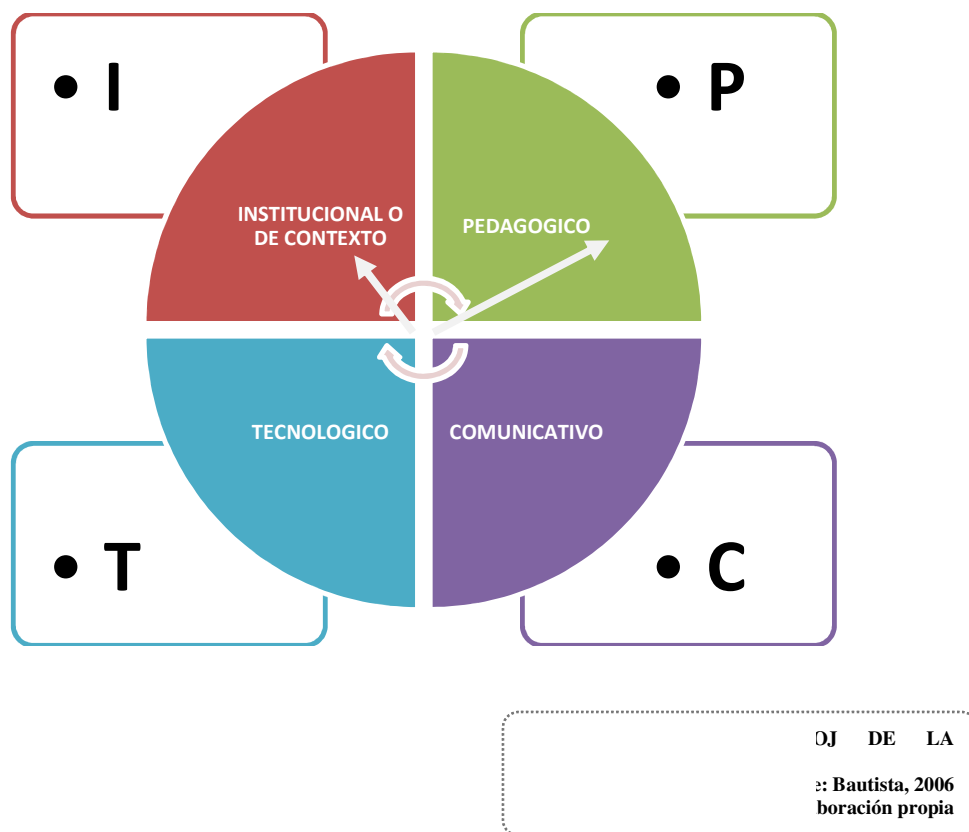 • I
• P
INSTITUCIONAL O
DE CONTEXTO
PEDAGOGICO
TECNOLOGICO
COMUNICATIVO
• T
• C
DE LA
Bautista, 2006
propia